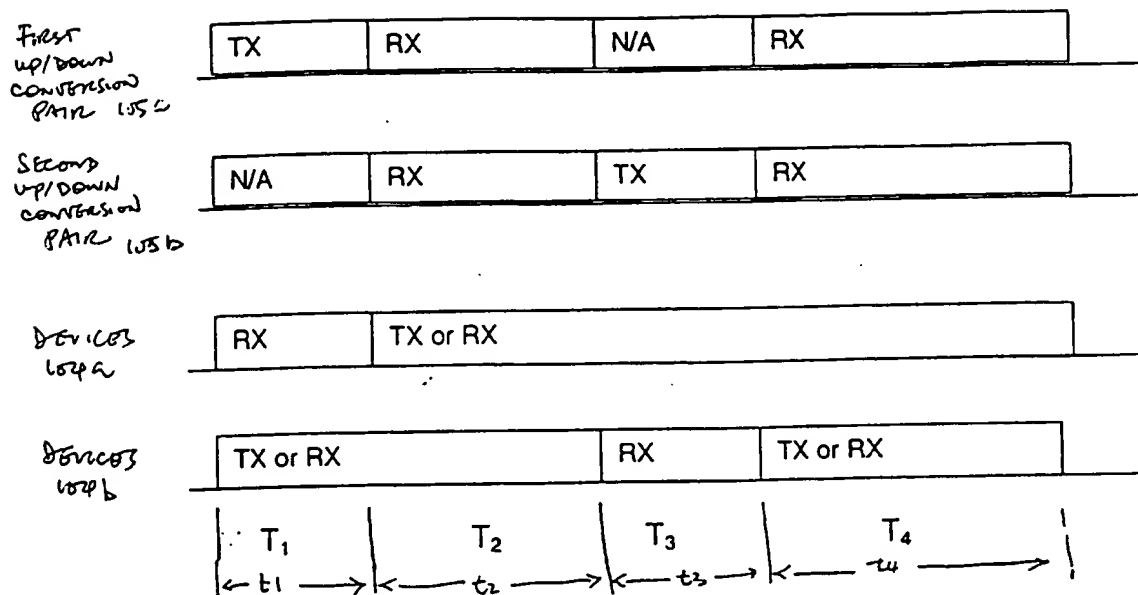 FIRST
UP/DOWN
CONVERSION
PAIR 105a
TX RX N/A RX
SECOND
UP/DOWN
CONVERSION
PAIR 105b
N/A RX TX RX
DEVICES
104a
RX TX or RX
DEVICES
104b
TX or RX RX TX or RX
T1 T2 T3 T4
t1 t2 t3 t4